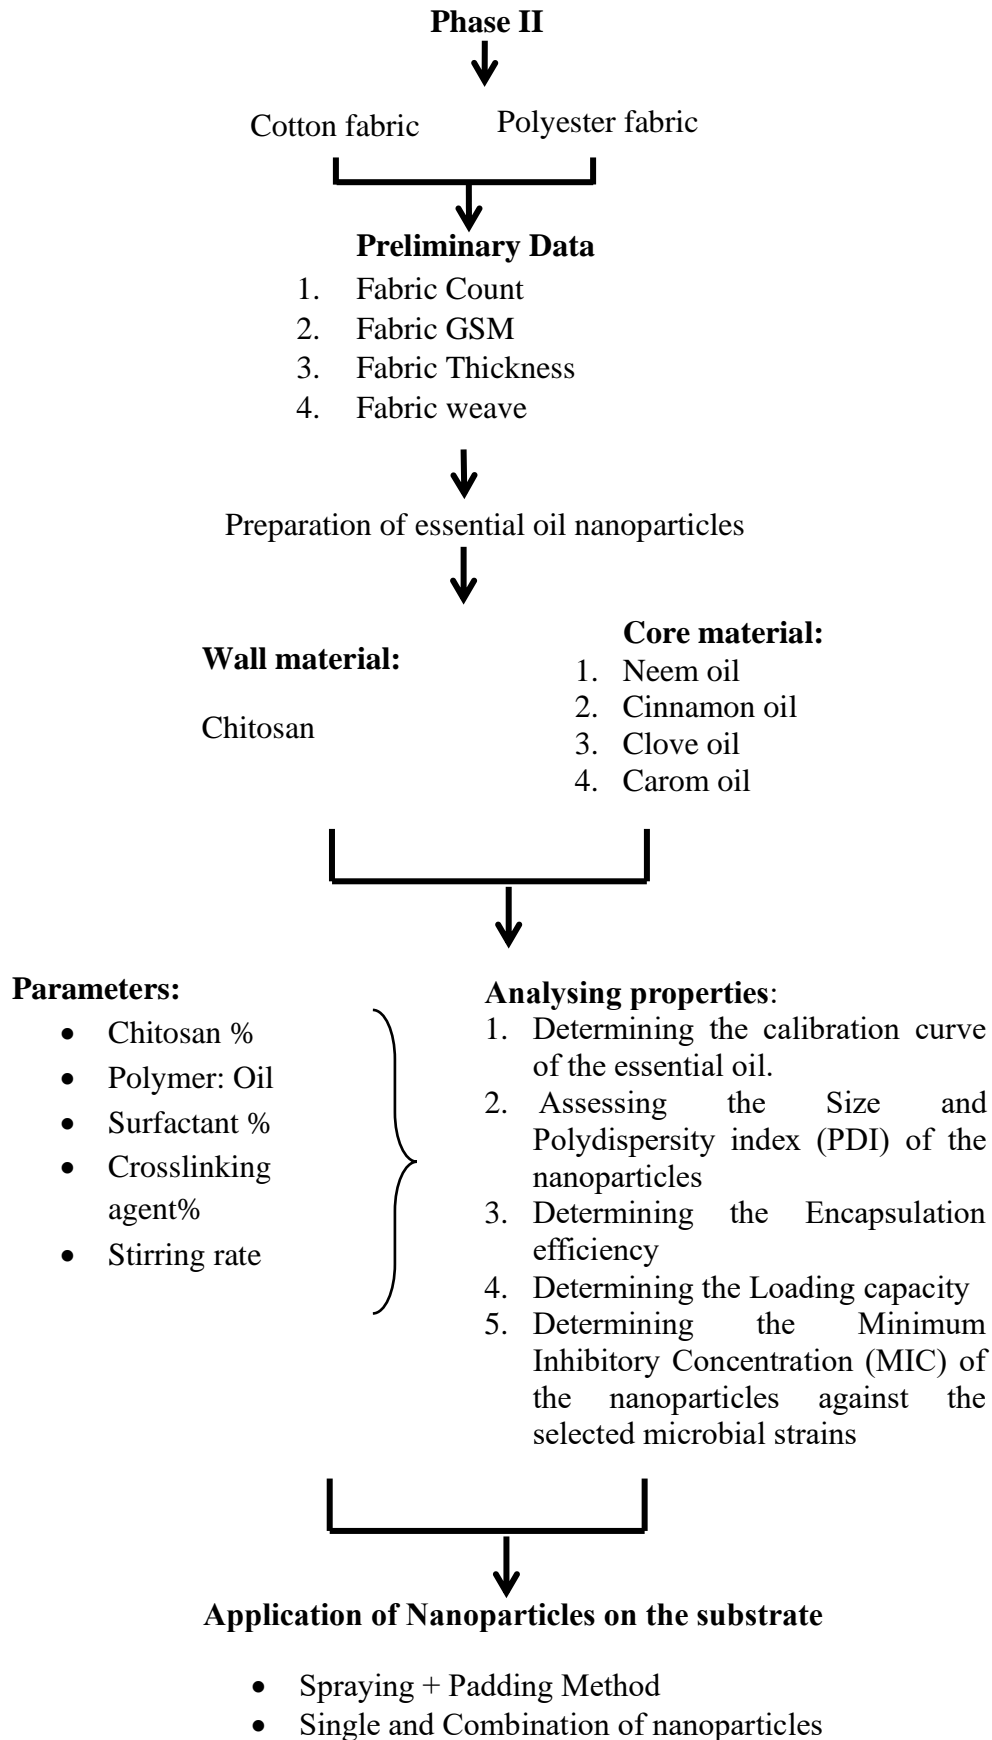 Phase II
Cotton fabric
Polyester fabric
Preliminary Data
1. Fabric Count
2. Fabric GSM
3. Fabric Thickness
4. Fabric weave
Preparation of essential oil nanoparticles
Wall material:
Chitosan
Core material:
1. Neem oil
2. Cinnamon oil
3. Clove oil
4. Carom oil
Parameters:
• Chitosan %
• Polymer: Oil
• Surfactant %
• Crosslinking
agent%
• Stirring rate
Analysing properties:
1. Determining the calibration curve
of the essential oil.
2. Assessing the Size and
Polydispersity index (PDI) of the
nanoparticles
3. Determining the Encapsulation
efficiency
4. Determining the Loading capacity
5. Determining the Minimum
Inhibitory Concentration (MIC) of
the nanoparticles against the
selected microbial strains
Application of Nanoparticles on the substrate
• Spraying + Padding Method
• Single and Combination of nanoparticles